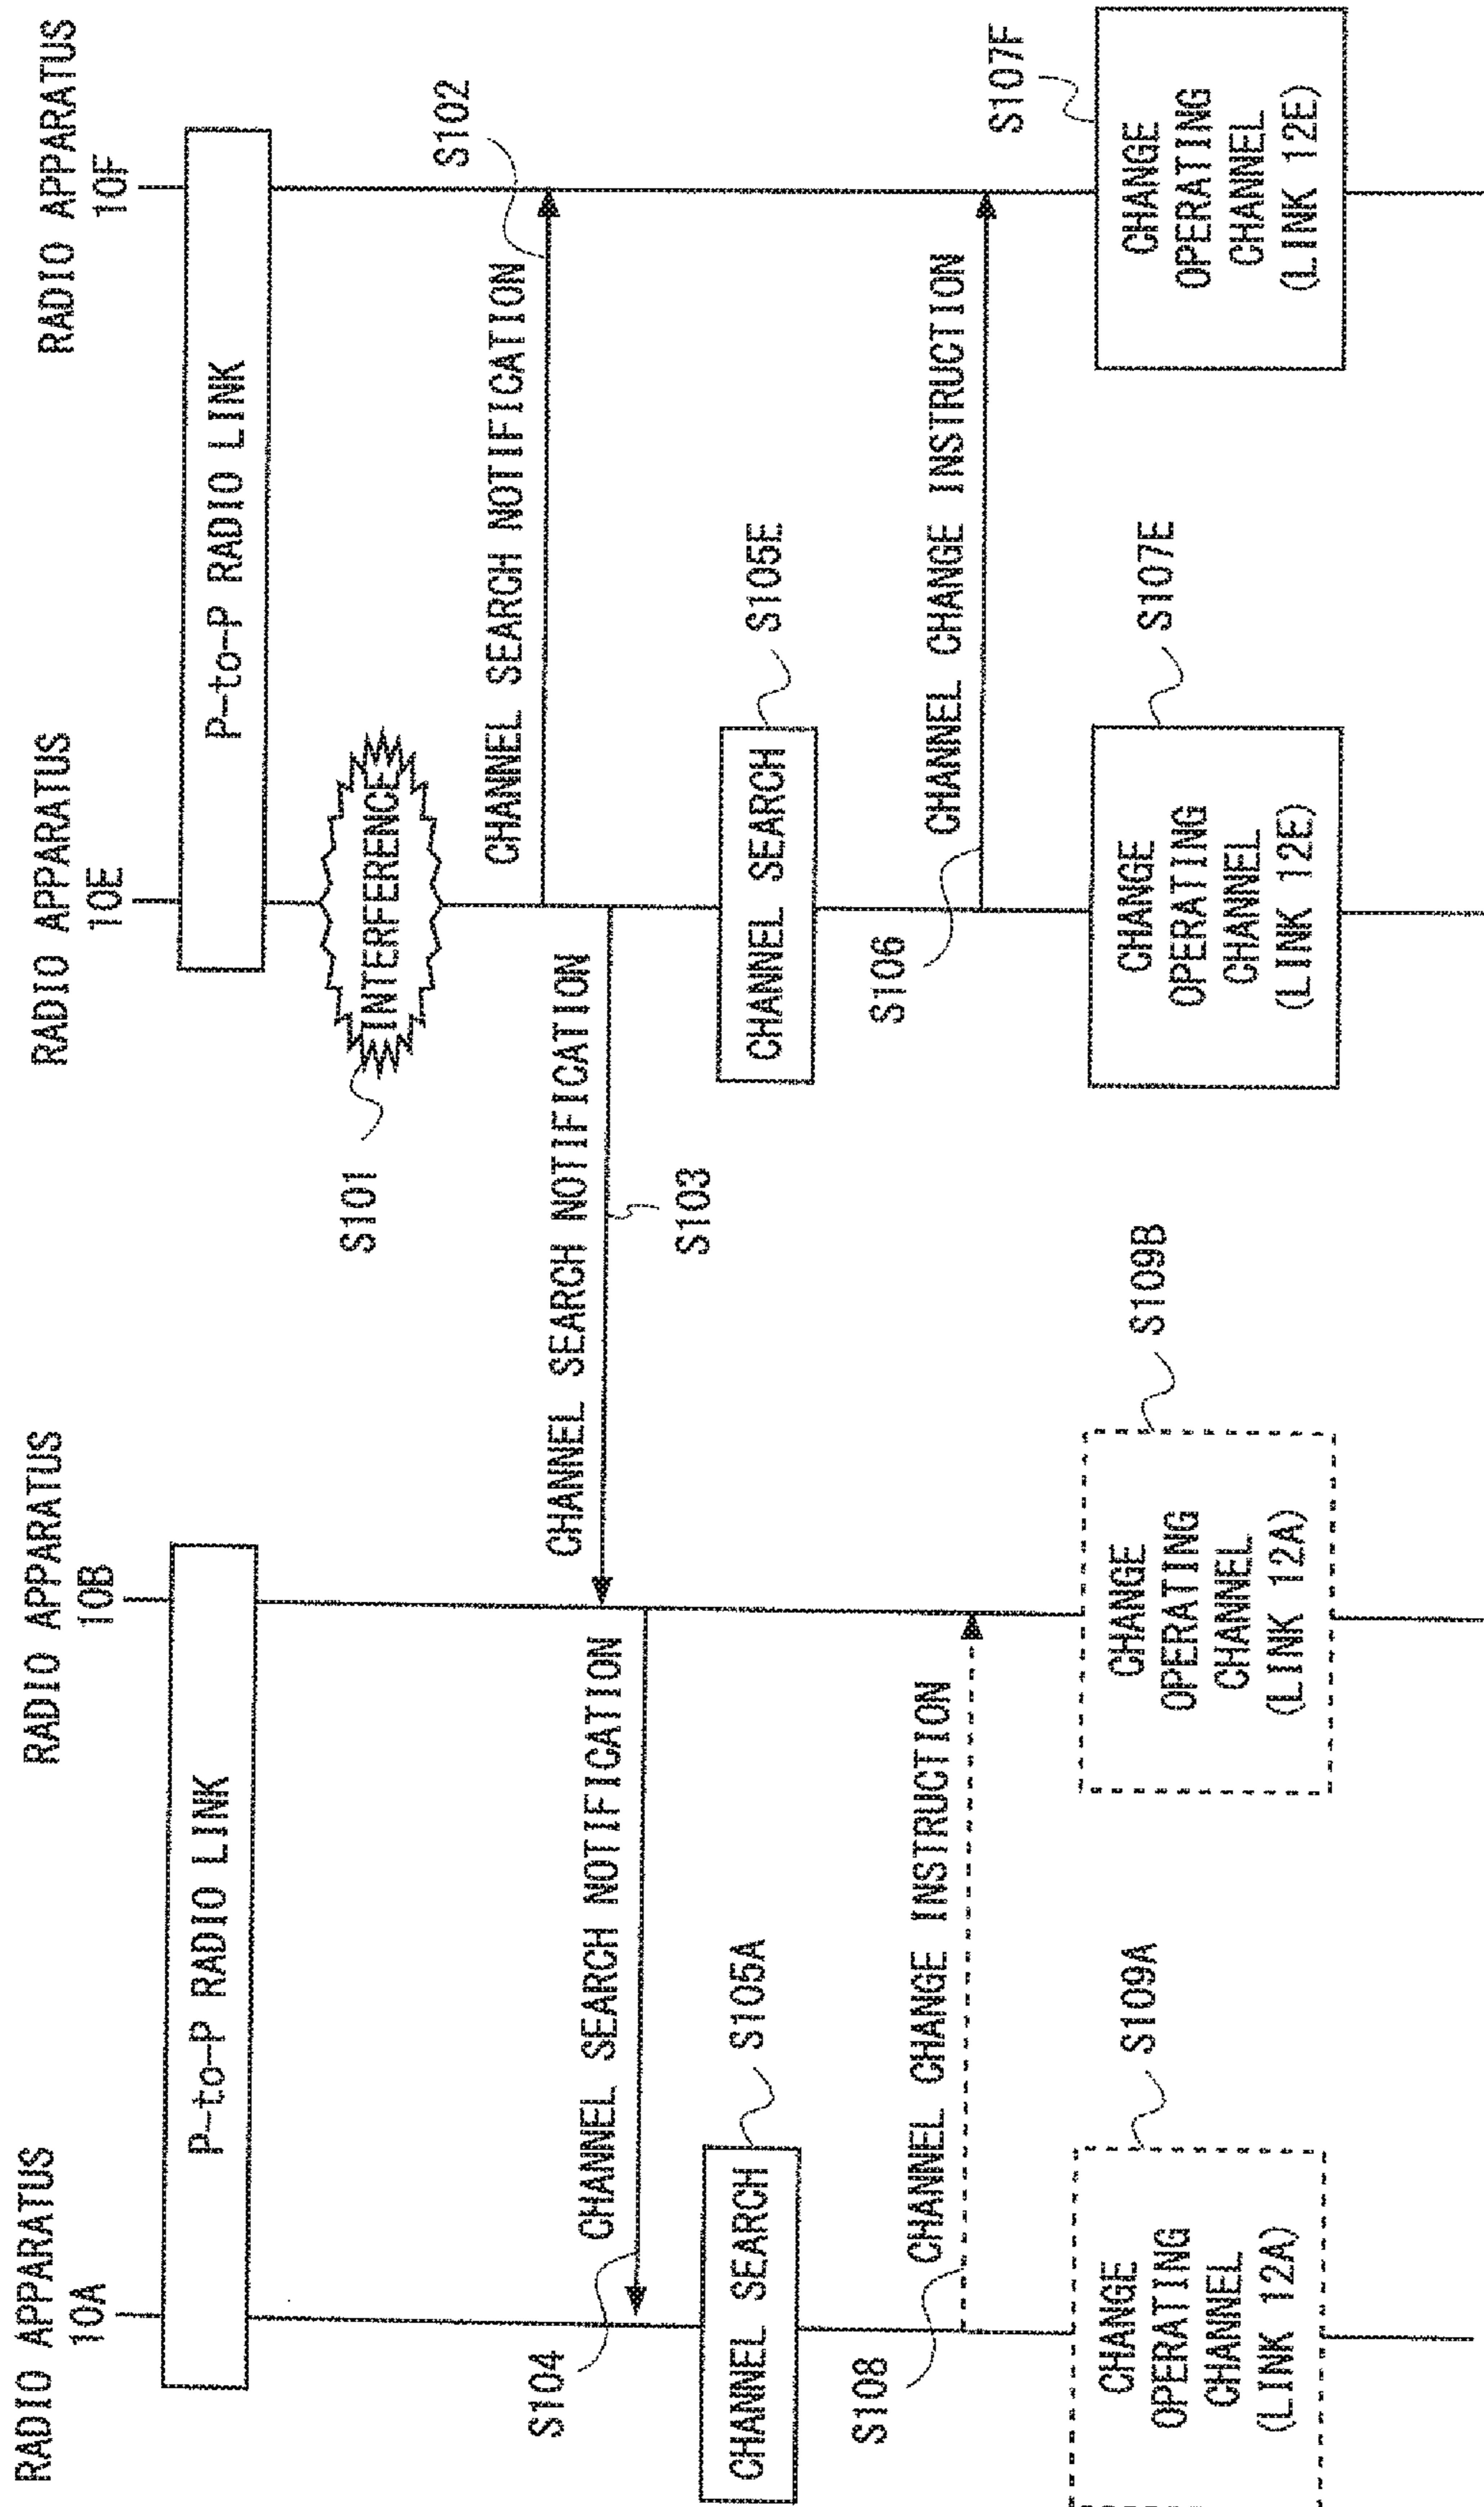 RADIO APPARATUS
10A
RADIO APPARATUS
10B
RADIO APPARATUS
10E
RADIO APPARATUS
10F
P-to-P RADIO LINK
P-to-P RADIO LINK
S101
INTERFERENCE
CHANNEL SEARCH NOTIFICATION
S102
CHANNEL SEARCH NOTIFICATION
S103
CHANNEL SEARCH NOTIFICATION
S104
CHANNEL SEARCH
S105A
CHANNEL SEARCH
S105E
S106
CHANNEL CHANGE INSTRUCTION
S108
CHANNEL CHANGE INSTRUCTION
S109A
S109B
S107E
S107F
CHANGE
OPERATING
CHANNEL
(LINK 12A)
CHANGE
OPERATING
CHANNEL
(LINK 12A)
CHANGE
OPERATING
CHANNEL
(LINK 12E)
CHANGE
OPERATING
CHANNEL
(LINK 12E)